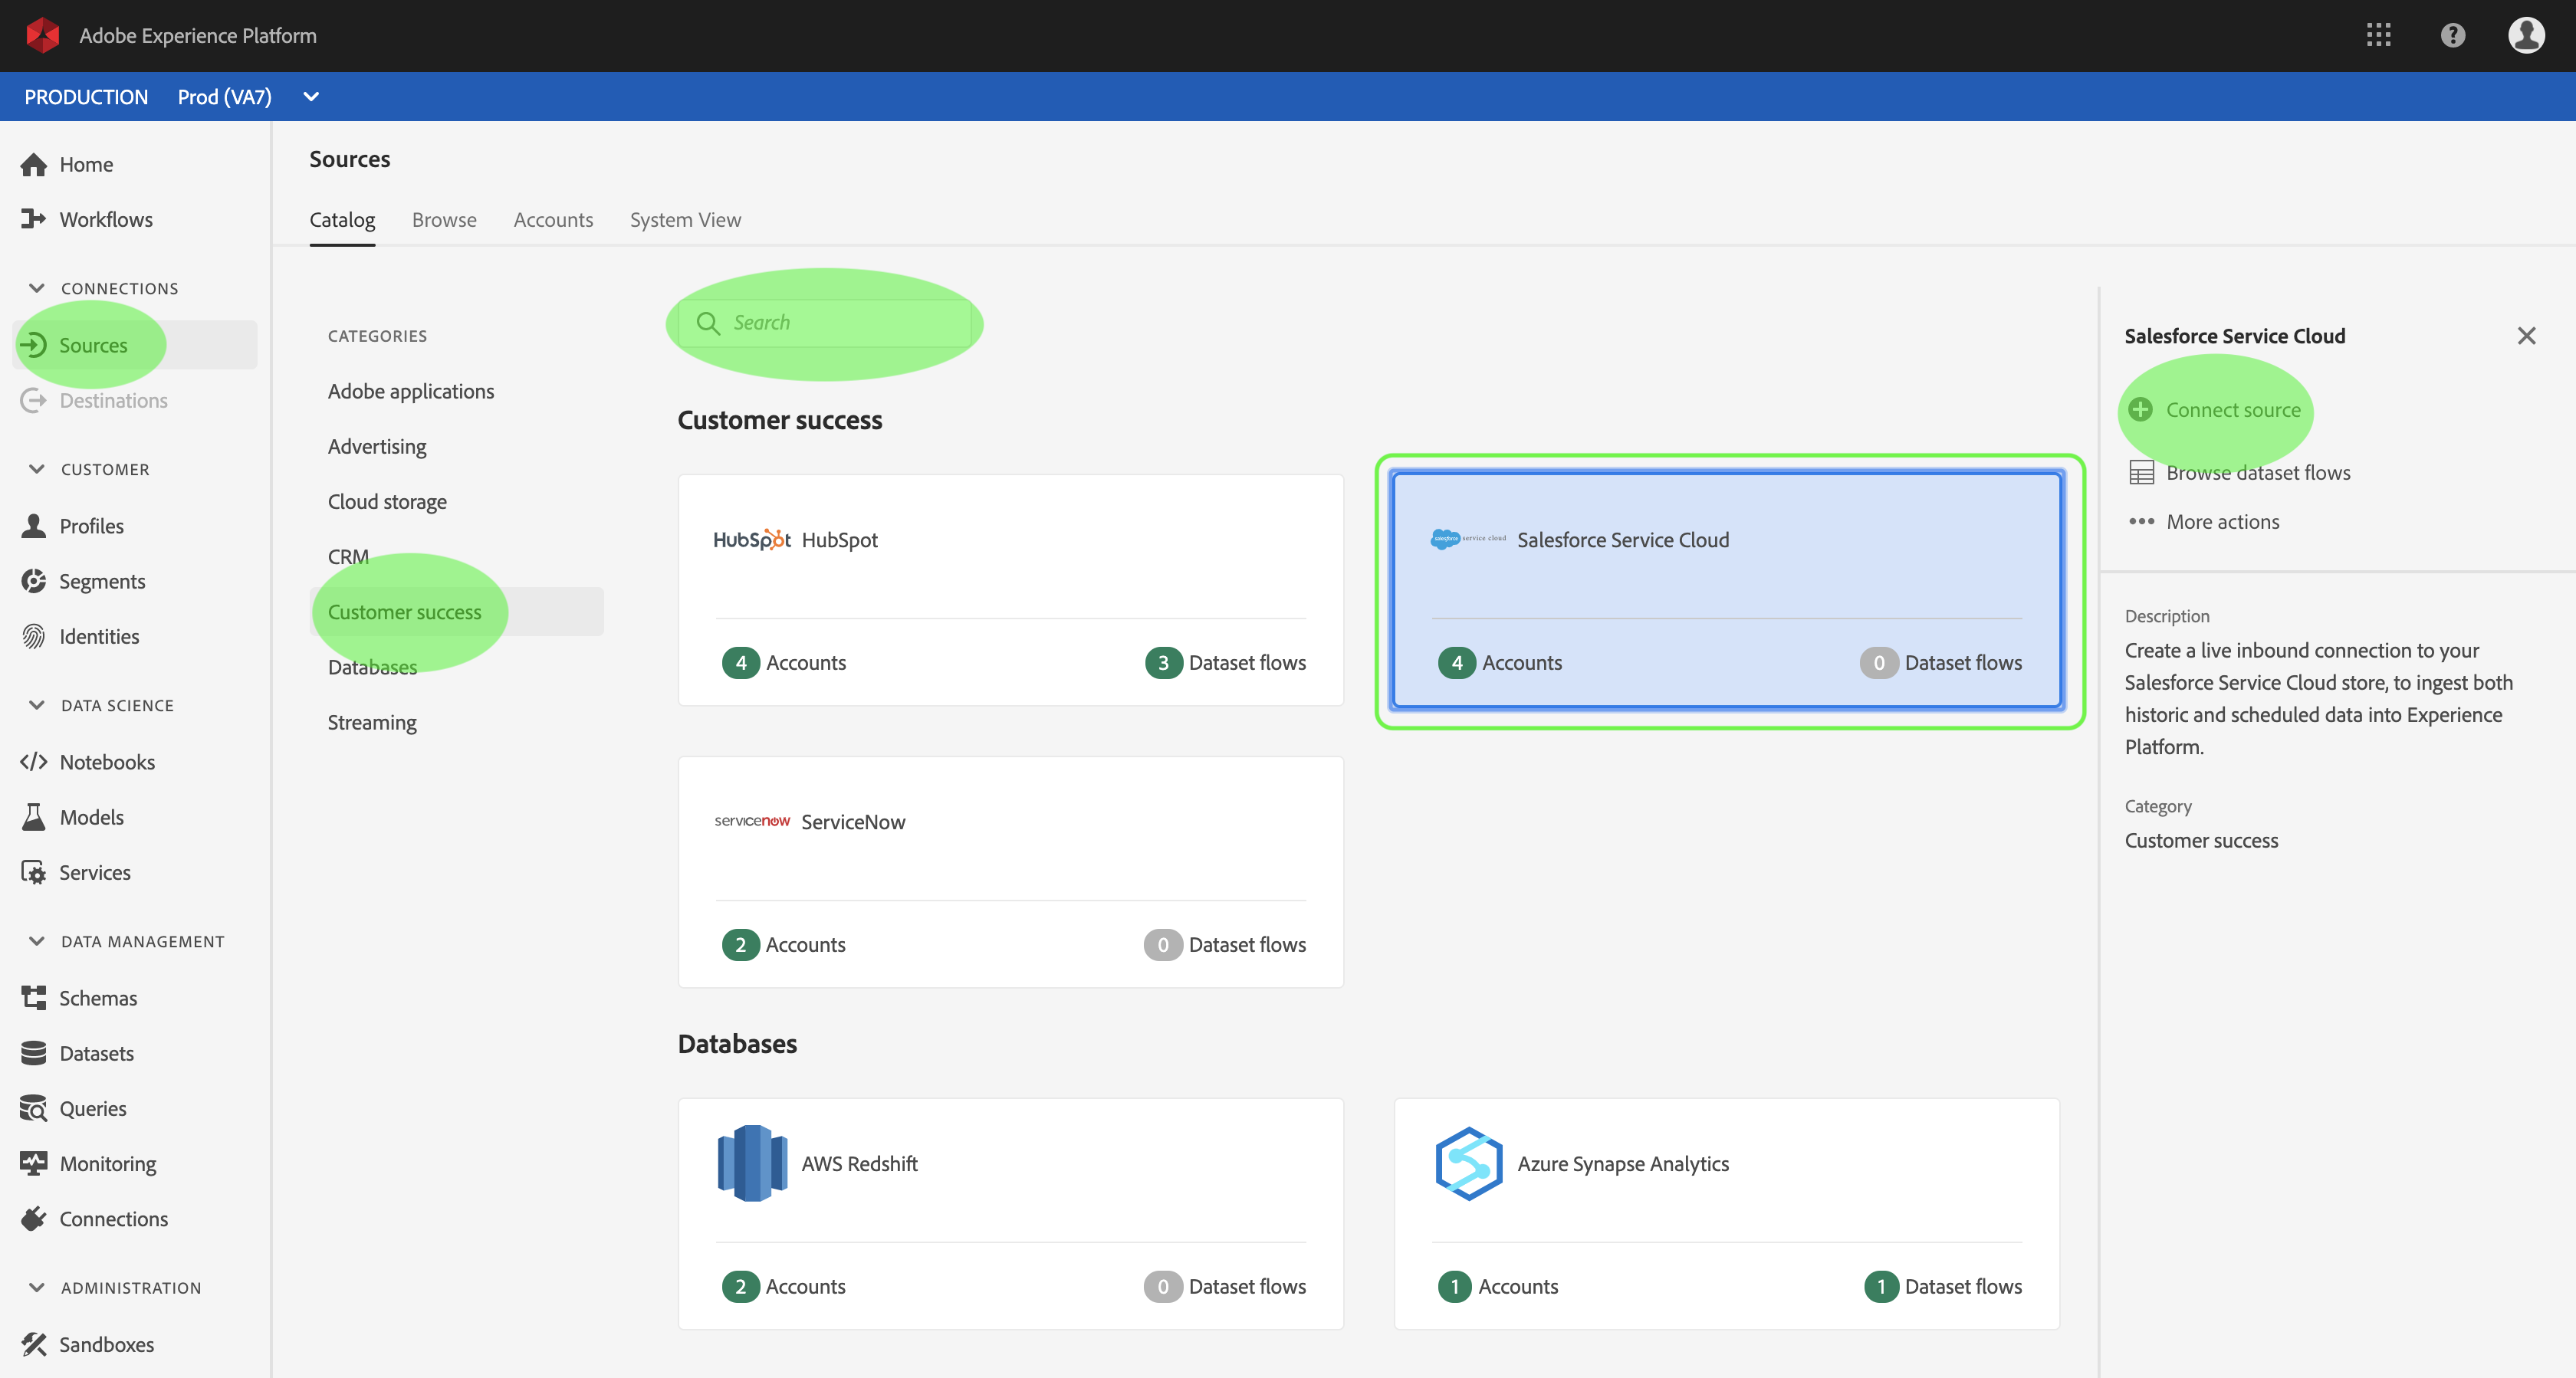 Adobe Experience Platform
PRODUCTION Prod (VA7)
Home
Workflows
CONNECTIONS
Sources
Destinations
CUSTOMER
Profiles
Segments
Identities
DATA SCIENCE
Notebooks
Models
Services
DATA MANAGEMENT
Schemas
Datasets
Queries
Monitoring
Connections
ADMINISTRATION
Sandboxes
Sources
Catalog Browse Accounts System View
CATEGORIES
Adobe applications
Advertising
Cloud storage
CRM
Customer success
Databases
Streaming
Search
Customer success
HubSpot HubSpot
4 Accounts 3 Dataset flows
salesforce service cloud Salesforce Service Cloud
4 Accounts 0 Dataset flows
servicenow ServiceNow
2 Accounts 0 Dataset flows
Databases
AWS Redshift
2 Accounts 0 Dataset flows
Azure Synapse Analytics
1 Accounts 1 Dataset flows
Salesforce Service Cloud
Connect source
Browse dataset flows
More actions
Description
Create a live inbound connection to your
Salesforce Service Cloud store, to ingest both
historic and scheduled data into Experience
Platform.
Category
Customer success